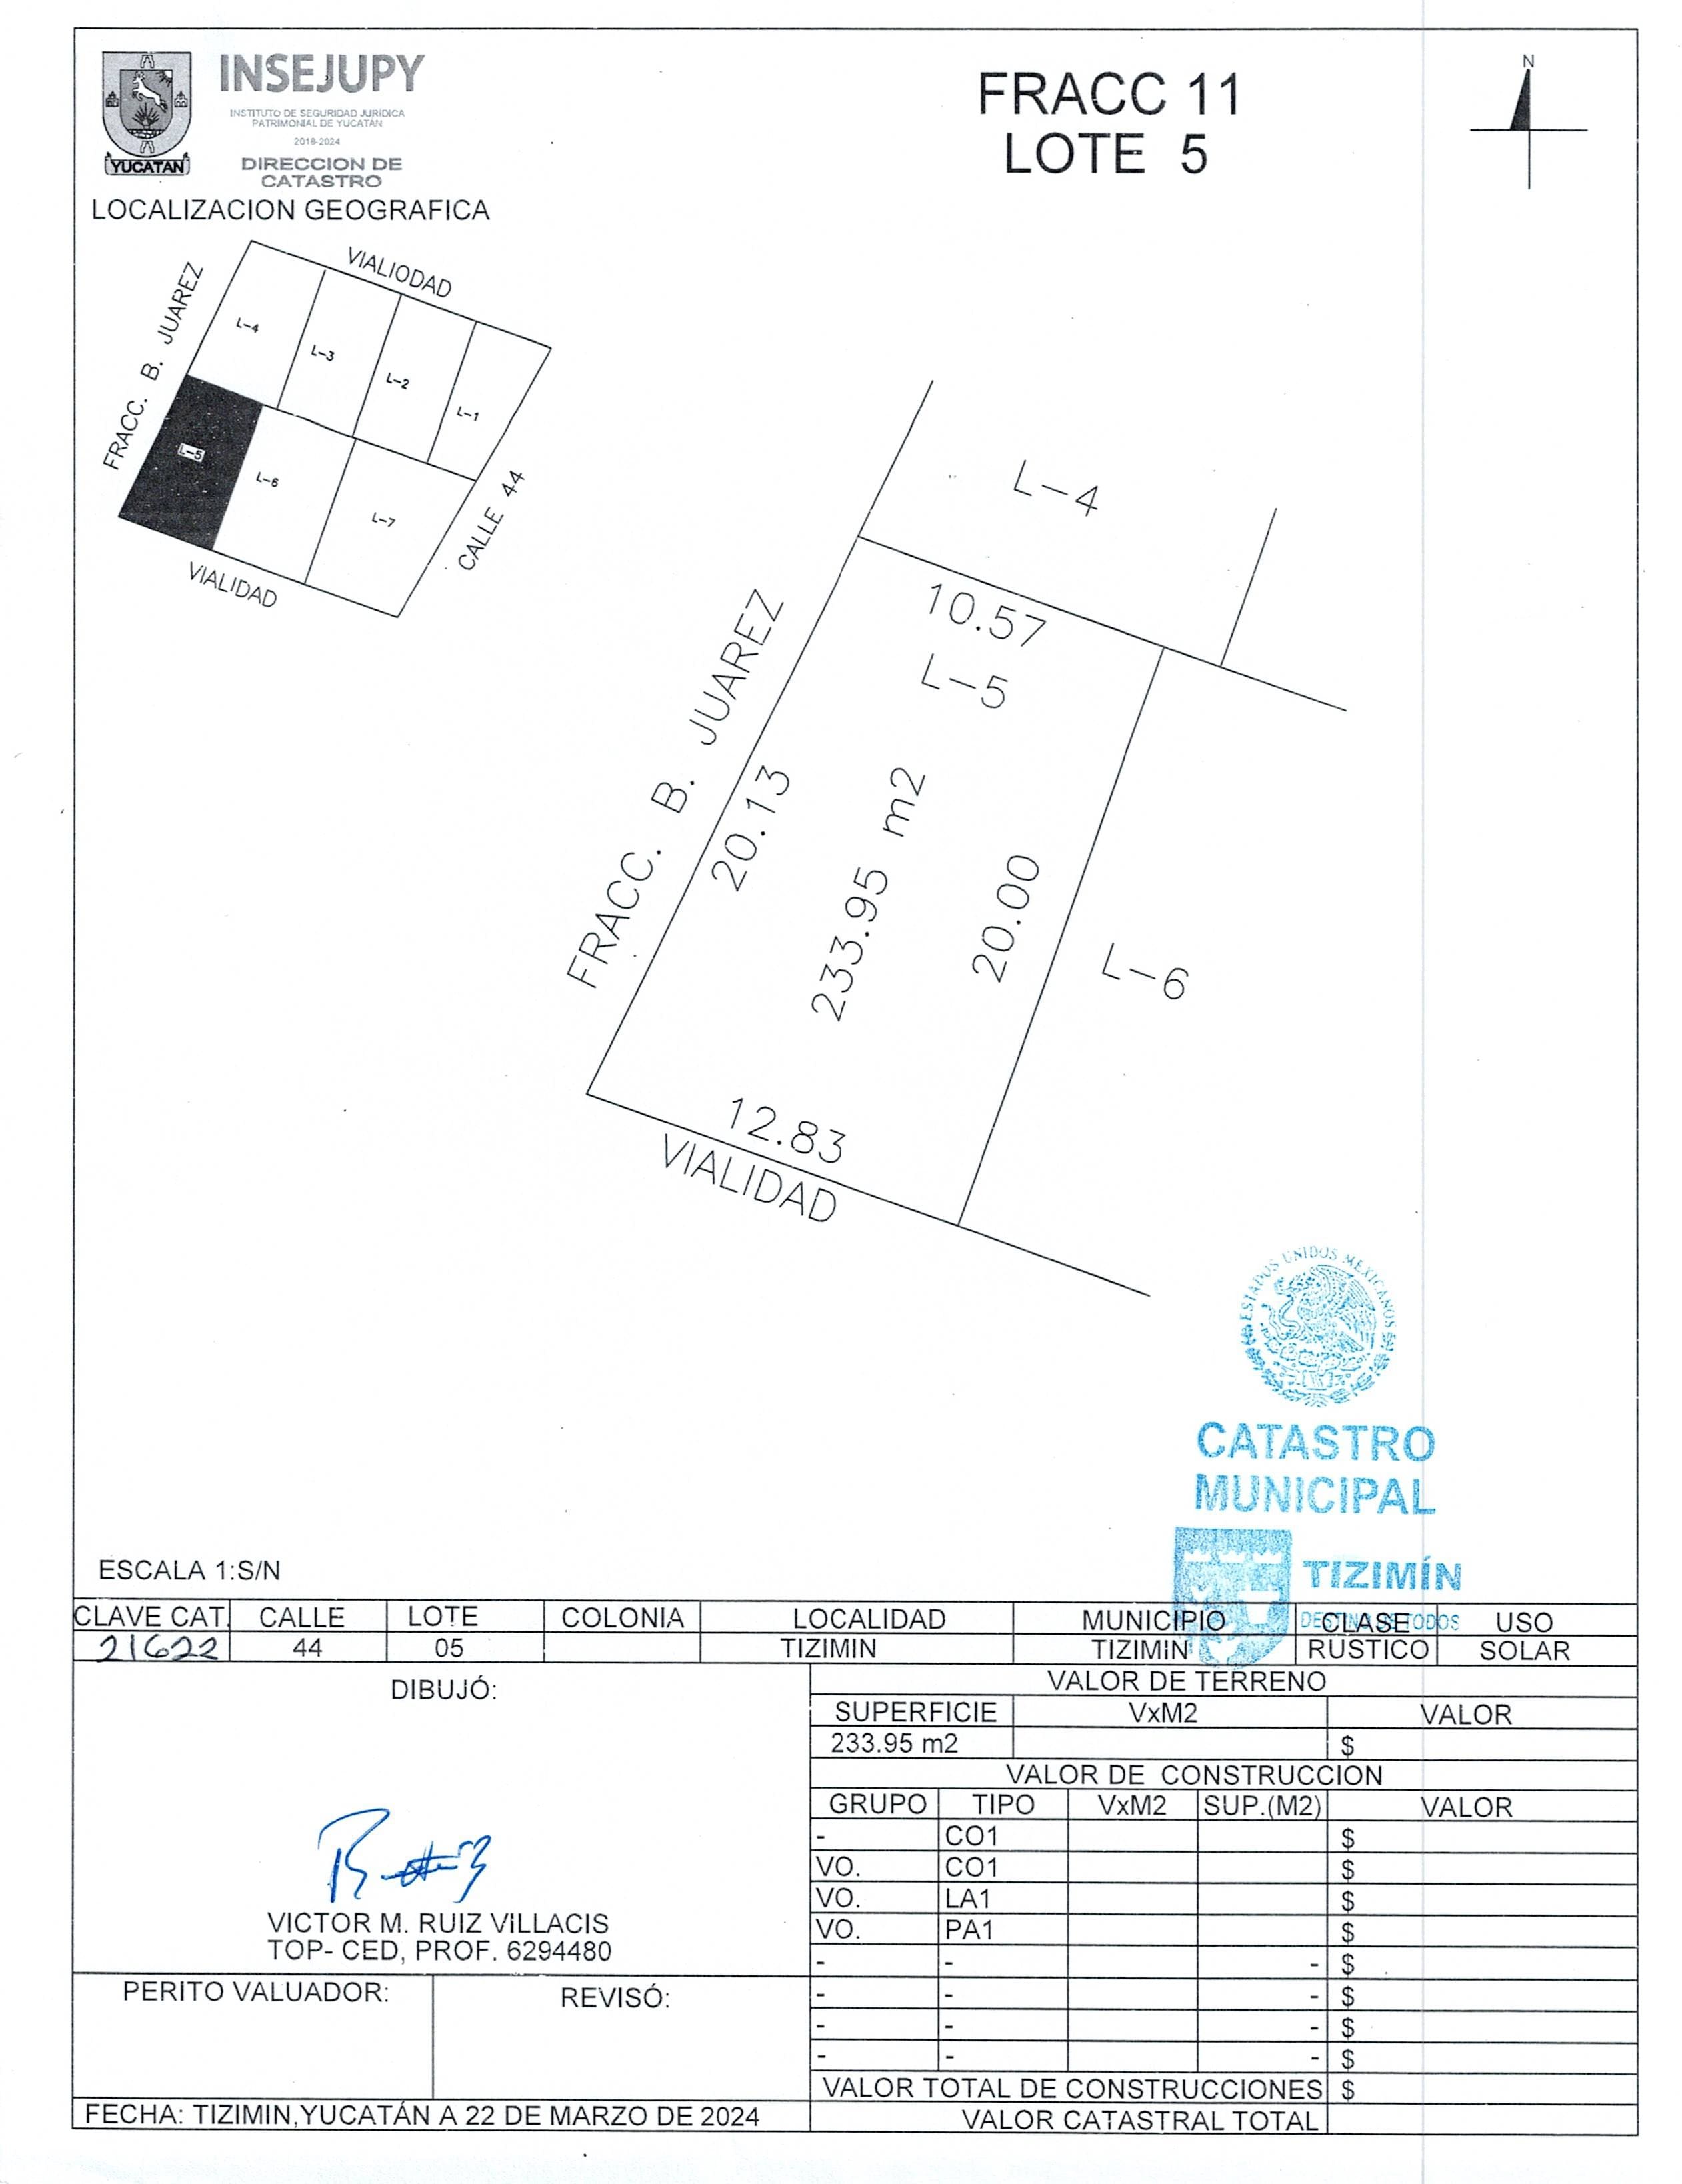 INSEJUPY
INSTITUTO DE SEGURIDAD JURÍDICA
PATRIMONIAL DE YUCATAN
2018-2024
DIRECCION DE
CATASTRO
YUCATAN
FRACC 11
LOTE 5
N
LOCALIZACION GEOGRAFICA
VIALIODAD
FRACC. B. JUAREZ
L-4
L-3
L-2
L-1
L-5
L-6
L-7
CALLE 44
VIALIDAD
L-4
10.57
L-5
FRACC. B. JUAREZ
20.13
233.95 m2
20.00
L-6
12.83
VIALIDAD
ESTADOS UNIDOS MEXICANOS
CATASTRO
MUNICIPAL
TIZIMÍN
ESCALA 1:S/N
CLAVE CAT. CALLE LOTE COLONIA LOCALIDAD MUNICIPIO CLASE USO
21622 44 05 TIZIMIN TIZIMIN RUSTICO SOLAR
DIBUJÓ:
VICTOR M. RUIZ VILLACIS
TOP- CED, PROF. 6294480
PERITO VALUADOR: REVISÓ:
FECHA: TIZIMIN,YUCATÁN A 22 DE MARZO DE 2024
VALOR DE TERRENO
SUPERFICIE VxM2 VALOR
233.95 m2 $
VALOR DE CONSTRUCCION
GRUPO TIPO VxM2 SUP.(M2) VALOR
- CO1 $
VO. CO1 $
VO. LA1 $
VO. PA1 $
- - - $
- - - $
- - - $
- - - $
VALOR TOTAL DE CONSTRUCCIONES $
VALOR CATASTRAL TOTAL